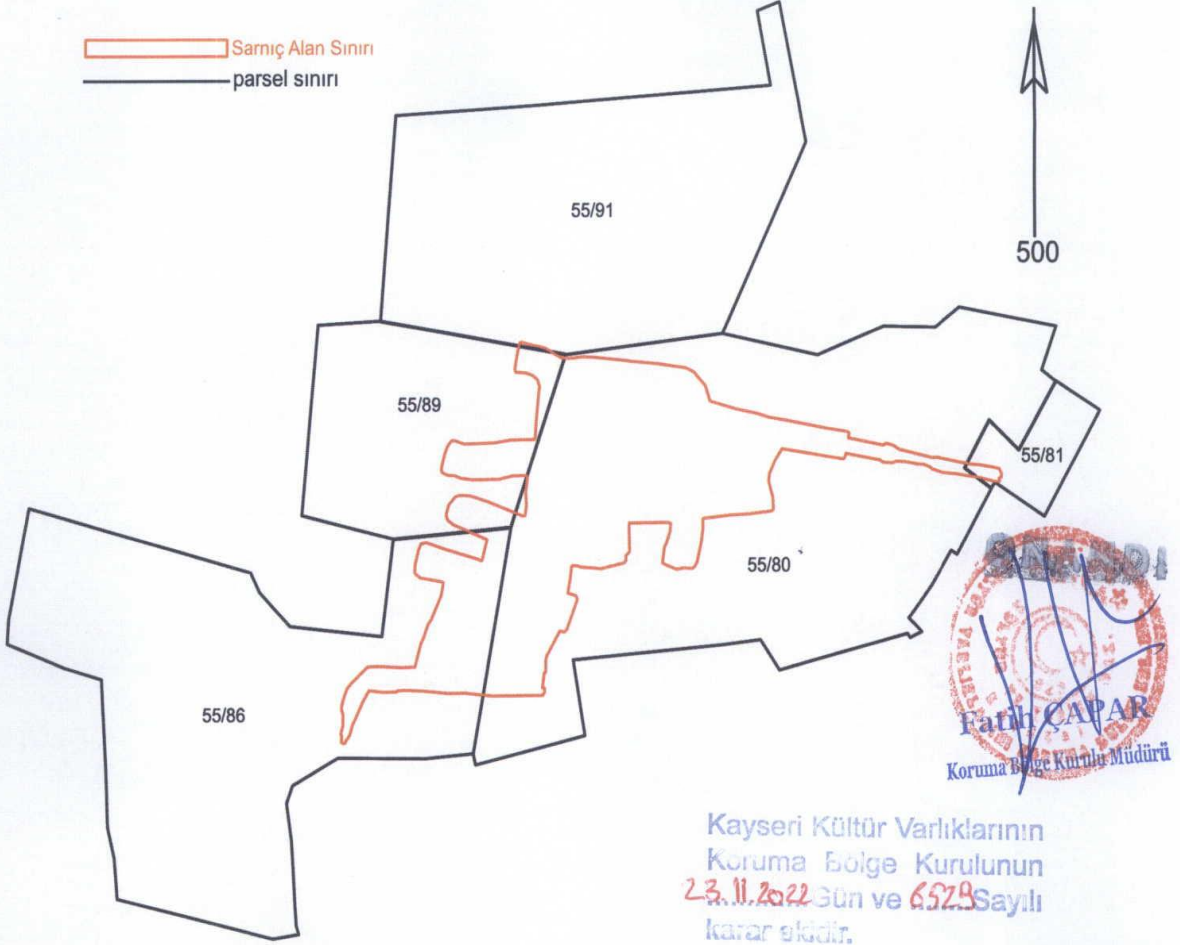 Sarnıç Alan Sınırı
parsel sınırı
55/91
500
55/89
55/81
55/80
55/86
Fatih ÇAPAR
Koruma Bölge Kurulu Müdürü
Kayseri Kültür Varlıklarının
Koruma Bölge Kurulunun
23.11.2022 Gün ve 6529 Sayılı
karar ekidir.